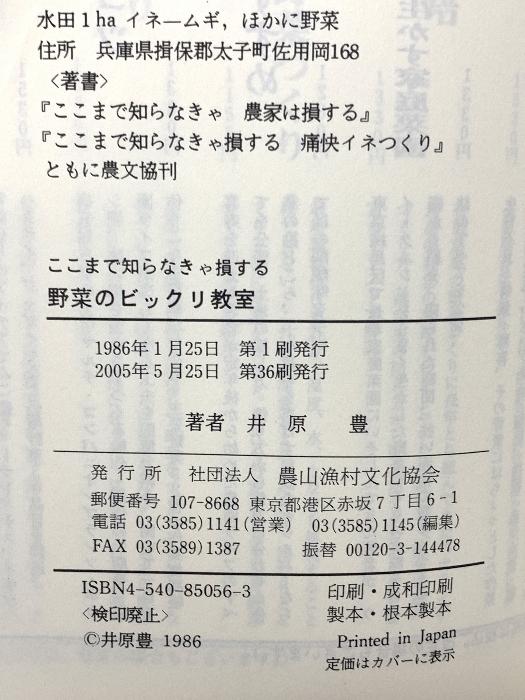 水田1ha イネームギ，ほかに野菜
住所　兵庫県揖保郡太子町佐用岡168
〈著書〉
『ここまで知らなきゃ　農家は損する』
『ここまで知らなきゃ損する　痛快イネつくり』
ともに農文協刊
ここまで知らなきゃ損する
野菜のビックリ教室
1986年1月25日　第1刷発行
2005年5月25日　第36刷発行
著者　井　原　　豊
発行所　社団法人　農山漁村文化協会
郵便番号 107-8668 東京都港区赤坂7丁目6-1
電話　03(3585)1141(営業)　03(3585)1145(編集)
FAX　03(3589)1387　　振替　00120-3-144478
ISBN4-540-85056-3　　印刷・成和印刷
〈検印廃止〉　　製本・根本製本
©井原豊 1986　　Printed in Japan
定価はカバーに表示